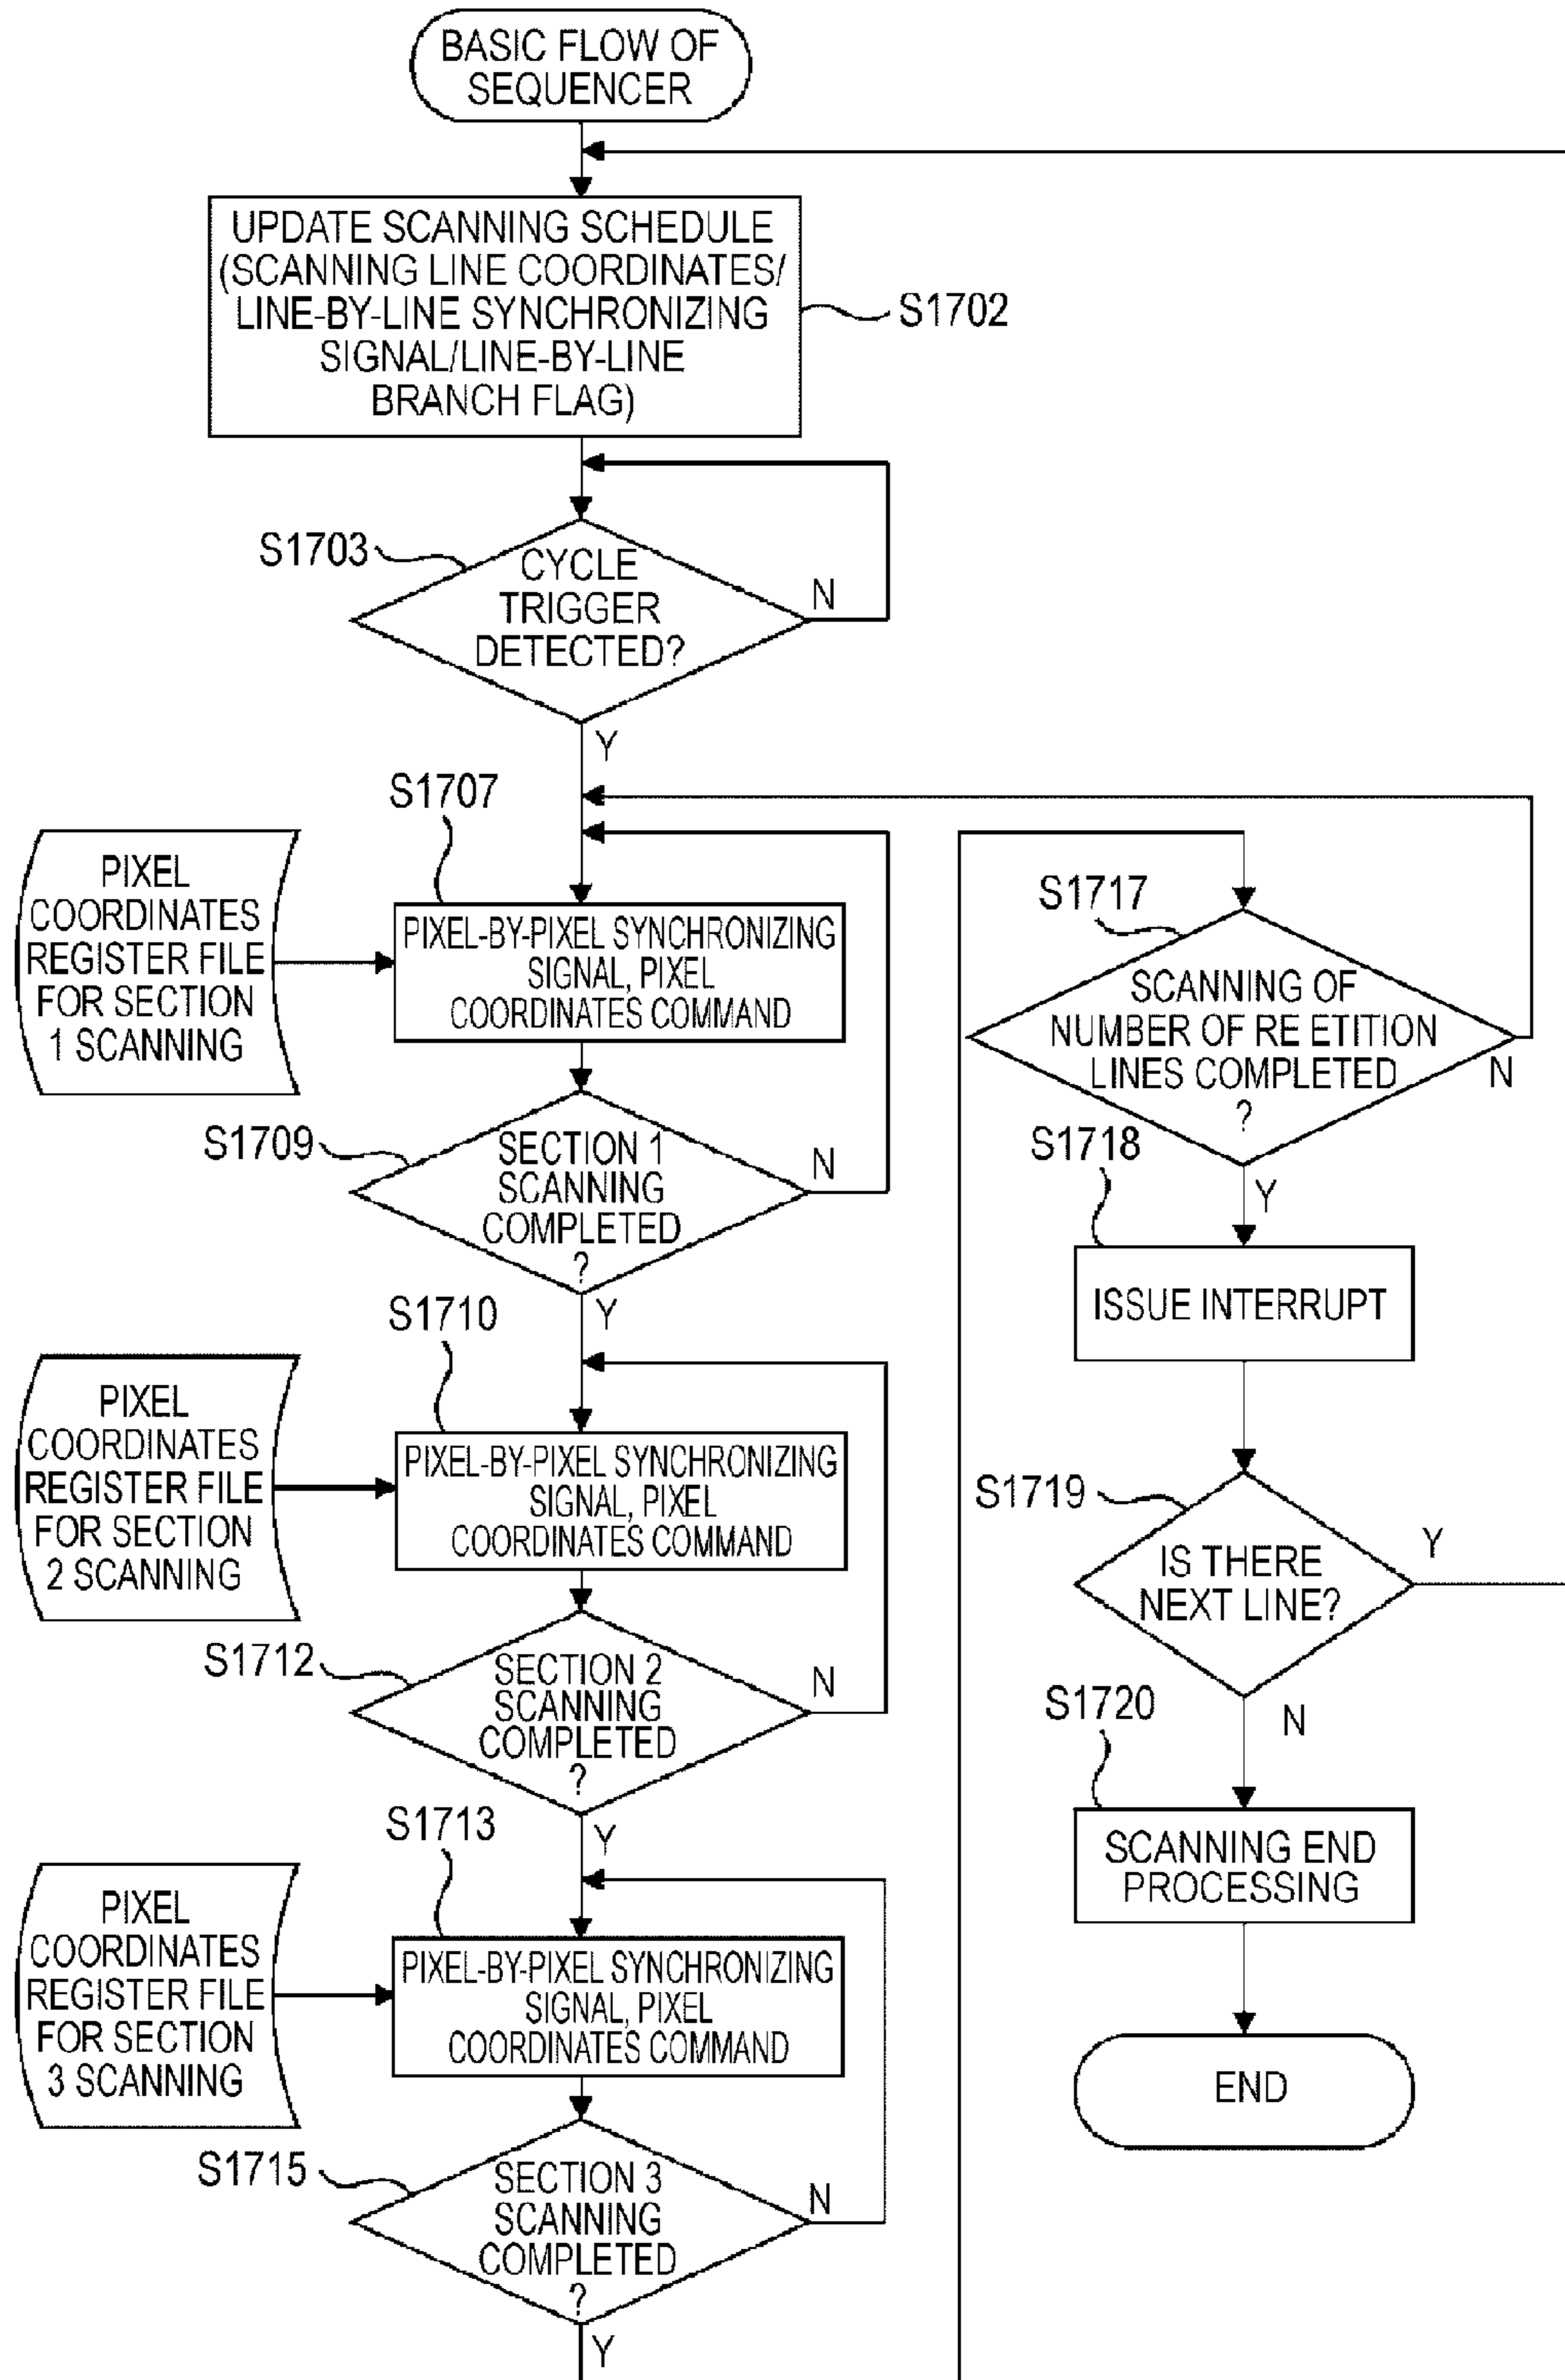 BASIC FLOW OF
SEQUENCER
UPDATE SCANNING SCHEDULE
(SCANNING LINE COORDINATES/
LINE-BY-LINE SYNCHRONIZING
SIGNAL/LINE-BY-LINE
BRANCH FLAG)
S1702
S1703
CYCLE
TRIGGER
DETECTED?
N
Y
S1707
PIXEL
COORDINATES
REGISTER FILE
FOR SECTION
1 SCANNING
PIXEL-BY-PIXEL SYNCHRONIZING
SIGNAL, PIXEL
COORDINATES COMMAND
S1709
SECTION 1
SCANNING
COMPLETED
?
N
Y
S1710
PIXEL
COORDINATES
REGISTER FILE
FOR SECTION
2 SCANNING
PIXEL-BY-PIXEL SYNCHRONIZING
SIGNAL, PIXEL
COORDINATES COMMAND
S1712
SECTION 2
SCANNING
COMPLETED
?
N
Y
S1713
PIXEL
COORDINATES
REGISTER FILE
FOR SECTION
3 SCANNING
PIXEL-BY-PIXEL SYNCHRONIZING
SIGNAL, PIXEL
COORDINATES COMMAND
S1715
SECTION 3
SCANNING
COMPLETED
?
N
Y
S1717
SCANNING OF
NUMBER OF RE ETITION
LINES COMPLETED
?
N
Y
S1718
ISSUE INTERRUPT
S1719
IS THERE
NEXT LINE?
Y
N
S1720
SCANNING END
PROCESSING
END